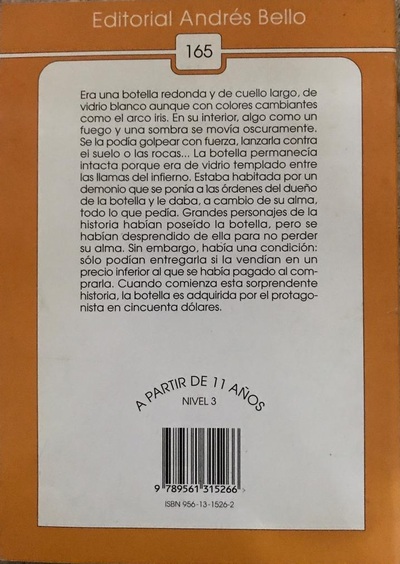 Editorial Andrés Bello
165
Era una botella redonda y de cuello largo, de
vidrio blanco aunque con colores cambiantes
como el arco iris. En su interior, algo como un
fuego y una sombra se movía oscuramente.
Se la podía golpear con fuerza, lanzarla contra
el suelo o las rocas... La botella permanecía
intacta porque era de vidrio templado entre
las llamas del infierno. Estaba habitada por un
demonio que se ponía a las órdenes del dueño
de la botella y le daba, a cambio de su alma,
todo lo que pedía. Grandes personajes de la
historia habían poseído la botella, pero se
habían desprendido de ella para no perder
su alma. Sin embargo, había una condición:
sólo podían entregarla si la vendían en un
precio inferior al que se había pagado al com-
prarla. Cuando comienza esta sorprendente
historia, la botella es adquirida por el protago-
nista en cincuenta dólares.
A PARTIR DE 11 AÑOS
NIVEL 3
9 789561 315266
ISBN 956-13-1526-2